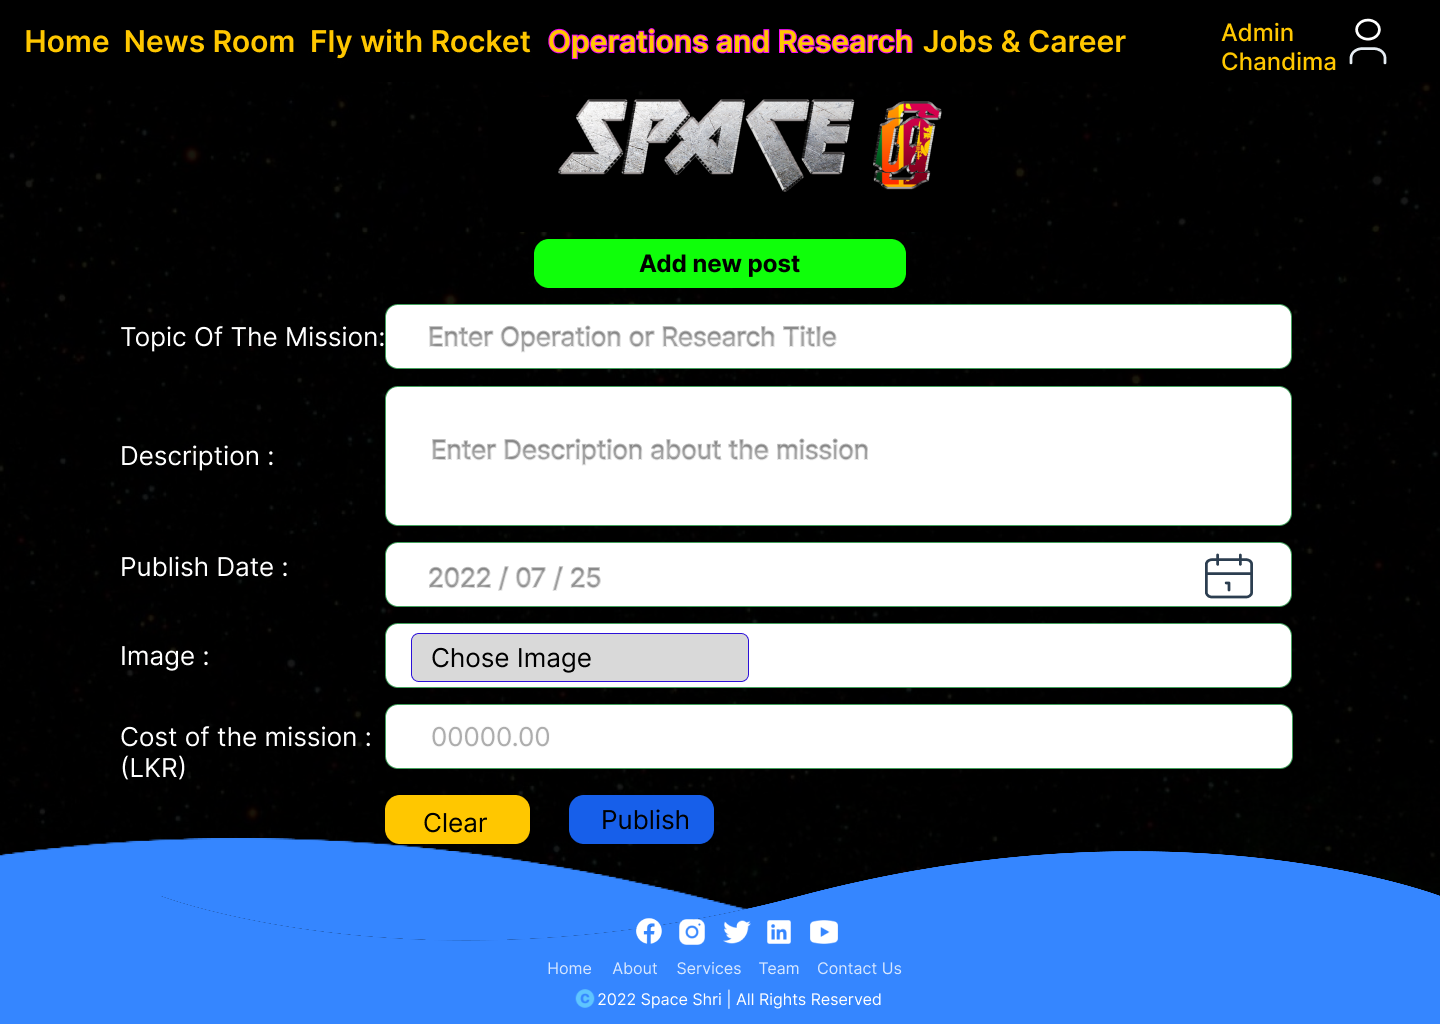 Home News Room Fly with Rocket Operations and Research Jobs & Career
Admin
Chandima
SPACE
Add new post
Topic Of The Mission:
Enter Operation or Research Title
Description :
Enter Description about the mission
Publish Date :
2022 / 07 / 25
1
Image :
Chose Image
Cost of the mission :
(LKR)
00000.00
Clear
Publish
Home About Services Team Contact Us
© 2022 Space Shri | All Rights Reserved